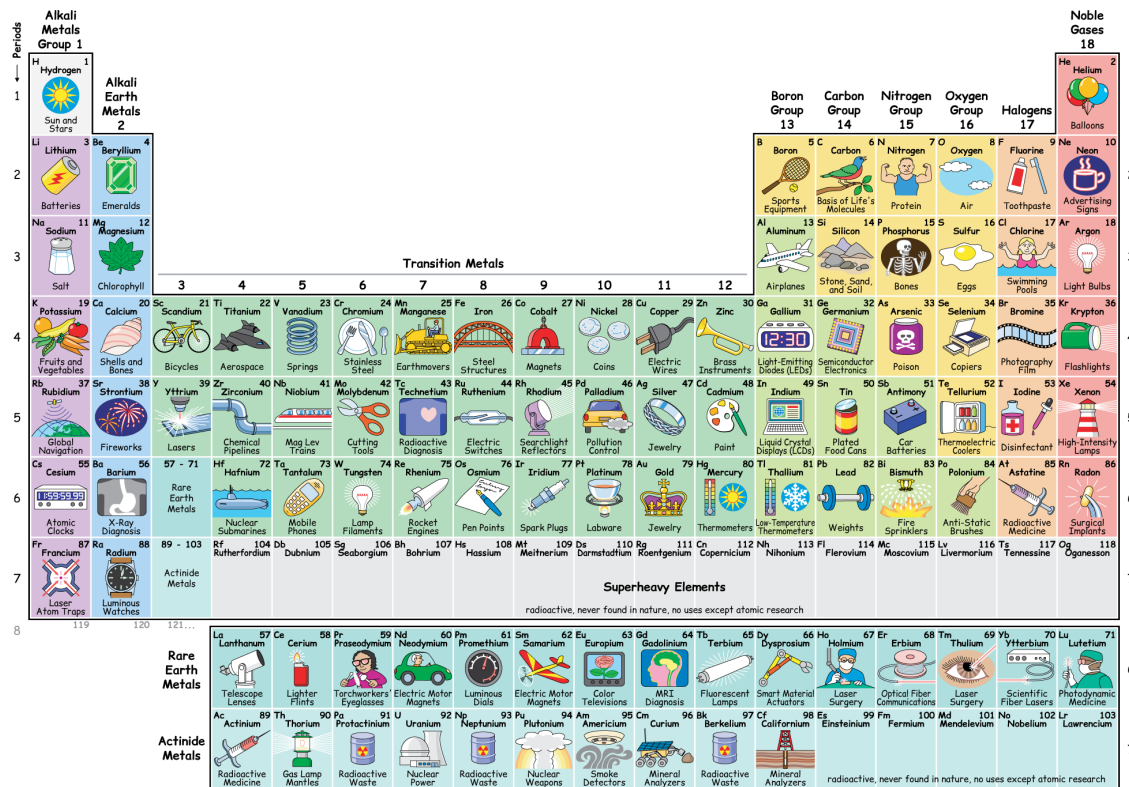 Alkali
Metals
Group 1
Noble
Gases
18
Periods
H 1
Hydrogen
Sun and
Stars
Alkali
Earth
Metals
2
Boron
Group
13
Carbon
Group
14
Nitrogen
Group
15
Oxygen
Group
16
Halogens
17
He 2
Helium
Balloons
1
Li 3
Lithium
Batteries
Be 4
Beryllium
Emeralds
B 5
Boron
Sports
Equipment
C 6
Carbon
Basis of Life's
Molecules
N 7
Nitrogen
Protein
O 8
Oxygen
Air
F 9
Fluorine
Toothpaste
Ne 10
Neon
Advertising
Signs
2
Na 11
Sodium
Salt
Mg 12
Magnesium
Chlorophyll
Transition Metals
3 4 5 6 7 8 9 10 11 12
Al 13
Aluminum
Airplanes
Si 14
Silicon
Stone, Sand,
and Soil
P 15
Phosphorus
Bones
S 16
Sulfur
Eggs
Cl 17
Chlorine
Swimming
Pools
Ar 18
Argon
Light Bulbs
3
K 19
Potassium
Fruits and
Vegetables
Ca 20
Calcium
Shells and
Bones
Sc 21
Scandium
Bicycles
Ti 22
Titanium
Aerospace
V 23
Vanadium
Springs
Cr 24
Chromium
Stainless
Steel
Mn 25
Manganese
Earthmovers
Fe 26
Iron
Steel
Structures
Co 27
Cobalt
Magnets
Ni 28
Nickel
Coins
Cu 29
Copper
Electric
Wires
Zn 30
Zinc
Brass
Instruments
Ga 31
Gallium
12:30
Light-Emitting
Diodes (LEDs)
Ge 32
Germanium
Semiconductor
Electronics
As 33
Arsenic
Poison
Se 34
Selenium
Copiers
Br 35
Bromine
Photography
Film
Kr 36
Krypton
Flashlights
4
Rb 37
Rubidium
Global
Navigation
Sr 38
Strontium
Fireworks
Y 39
Yttrium
Lasers
Zr 40
Zirconium
Chemical
Pipelines
Nb 41
Niobium
Mag Lev
Trains
Mo 42
Molybdenum
Cutting
Tools
Tc 43
Technetium
Radioactive
Diagnosis
Ru 44
Ruthenium
Electric
Switches
Rh 45
Rhodium
Searchlight
Reflectors
Pd 46
Palladium
Pollution
Control
Ag 47
Silver
Jewelry
Cd 48
Cadmium
Paint
In 49
Indium
Liquid Crystal
Displays (LCDs)
Sn 50
Tin
Plated
Food Cans
Sb 51
Antimony
Car
Batteries
Te 52
Tellurium
Thermoelectric
Coolers
I 53
Iodine
Disinfectant
Xe 54
Xenon
High-Intensity
Lamps
5
Cs 55
Cesium
11:59:59.99
Atomic
Clocks
Ba 56
Barium
X-Ray
Diagnosis
57 - 71
Rare
Earth
Metals
Hf 72
Hafnium
Nuclear
Submarines
Ta 73
Tantalum
Mobile
Phones
W 74
Tungsten
Lamp
Filaments
Re 75
Rhenium
Rocket
Engines
Os 76
Osmium
Pen Points
Ir 77
Iridium
Spark Plugs
Pt 78
Platinum
Labware
Au 79
Gold
Jewelry
Hg 80
Mercury
Thermometers
Tl 81
Thallium
Low-Temperature
Thermometers
Pb 82
Lead
Weights
Bi 83
Bismuth
Fire
Sprinklers
Po 84
Polonium
Anti-Static
Brushes
At 85
Astatine
Radioactive
Medicine
Rn 86
Radon
Surgical
Implants
6
Fr 87
Francium
Laser
Atom Traps
Ra 88
Radium
Luminous
Watches
89 - 103
Actinide
Metals
Rf 104
Rutherfordium
Db 105
Dubnium
Sg 106
Seaborgium
Bh 107
Bohrium
Hs 108
Hassium
Mt 109
Meitnerium
Ds 110
Darmstadtium
Rg 111
Roentgenium
Cn 112
Copernicium
Nh 113
Nihonium
Fl 114
Flerovium
Mc 115
Moscovium
Lv 116
Livermorium
Ts 117
Tennessine
Og 118
Oganesson
7
Superheavy Elements
radioactive, never found in nature, no uses except atomic research
8
119 120 121...
Rare
Earth
Metals
La 57
Lanthanum
Telescope
Lenses
Ce 58
Cerium
Lighter
Flints
Pr 59
Praseodymium
Torchworkers'
Eyeglasses
Nd 60
Neodymium
Electric Motor
Magnets
Pm 61
Promethium
Luminous
Dials
Sm 62
Samarium
Electric Motor
Magnets
Eu 63
Europium
Color
Televisions
Gd 64
Gadolinium
MRI
Diagnosis
Tb 65
Terbium
Fluorescent
Lamps
Dy 66
Dysprosium
Smart Material
Actuators
Ho 67
Holmium
Laser
Surgery
Er 68
Erbium
Optical Fiber
Communications
Tm 69
Thulium
Laser
Surgery
Yb 70
Ytterbium
Scientific
Fiber Lasers
Lu 71
Lutetium
Photodynamic
Medicine
Actinide
Metals
Ac 89
Actinium
Radioactive
Medicine
Th 90
Thorium
Gas Lamp
Mantles
Pa 91
Protactinium
Radioactive
Waste
U 92
Uranium
Nuclear
Power
Np 93
Neptunium
Radioactive
Waste
Pu 94
Plutonium
Nuclear
Weapons
Am 95
Americium
Smoke
Detectors
Cm 96
Curium
Mineral
Analyzers
Bk 97
Berkelium
Radioactive
Waste
Cf 98
Californium
Mineral
Analyzers
Es 99
Einsteinium
Fm 100
Fermium
Md 101
Mendelevium
No 102
Nobelium
Lr 103
Lawrencium
radioactive, never found in nature, no uses except atomic research